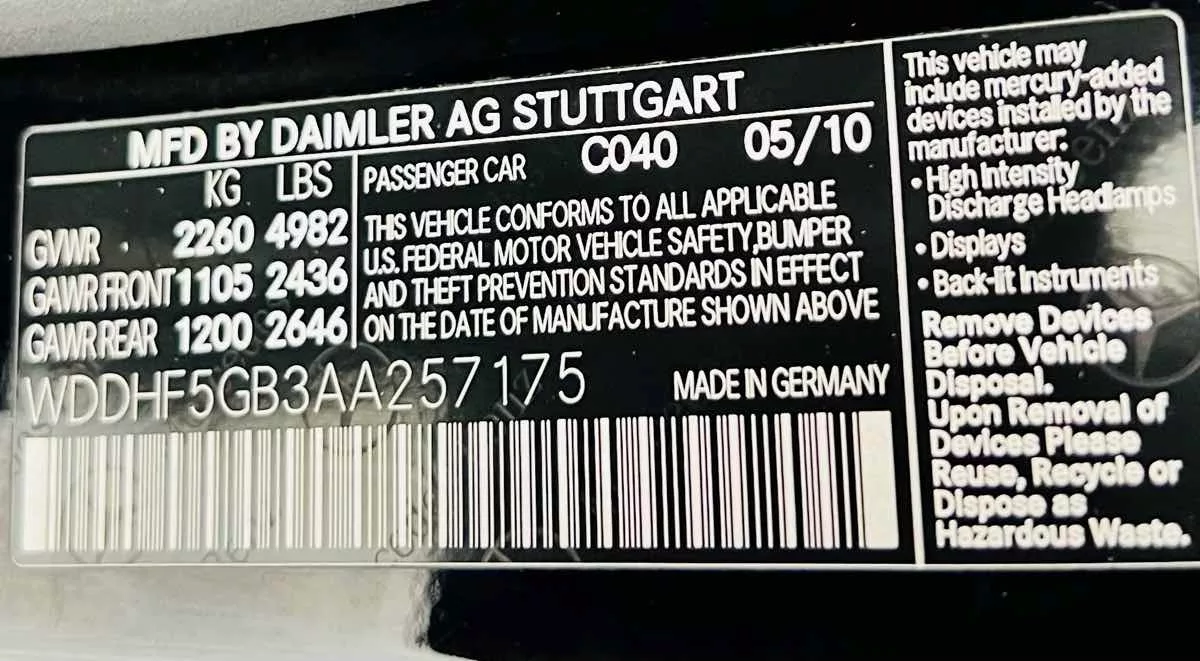 MFD BY DAIMLER AG STUTTGART
KG LBS
GVWR 2260 4982
GAWR FRONT 1105 2436
GAWR REAR 1200 2646
PASSENGER CAR C040 05/10
THIS VEHICLE CONFORMS TO ALL APPLICABLE
U.S. FEDERAL MOTOR VEHICLE SAFETY,BUMPER
AND THEFT PREVENTION STANDARDS IN EFFECT
ON THE DATE OF MANUFACTURE SHOWN ABOVE
WDDHF5GB3AA257175
MADE IN GERMANY
This vehicle may
include mercury-added
devices installed by the
manufacturer:
• High Intensity
Discharge Headlamps
• Displays
• Back-lit Instruments
Remove Devices
Before Vehicle
Disposal.
Upon Removal of
Devices Please
Reuse, Recycle or
Dispose as
Hazardous Waste.